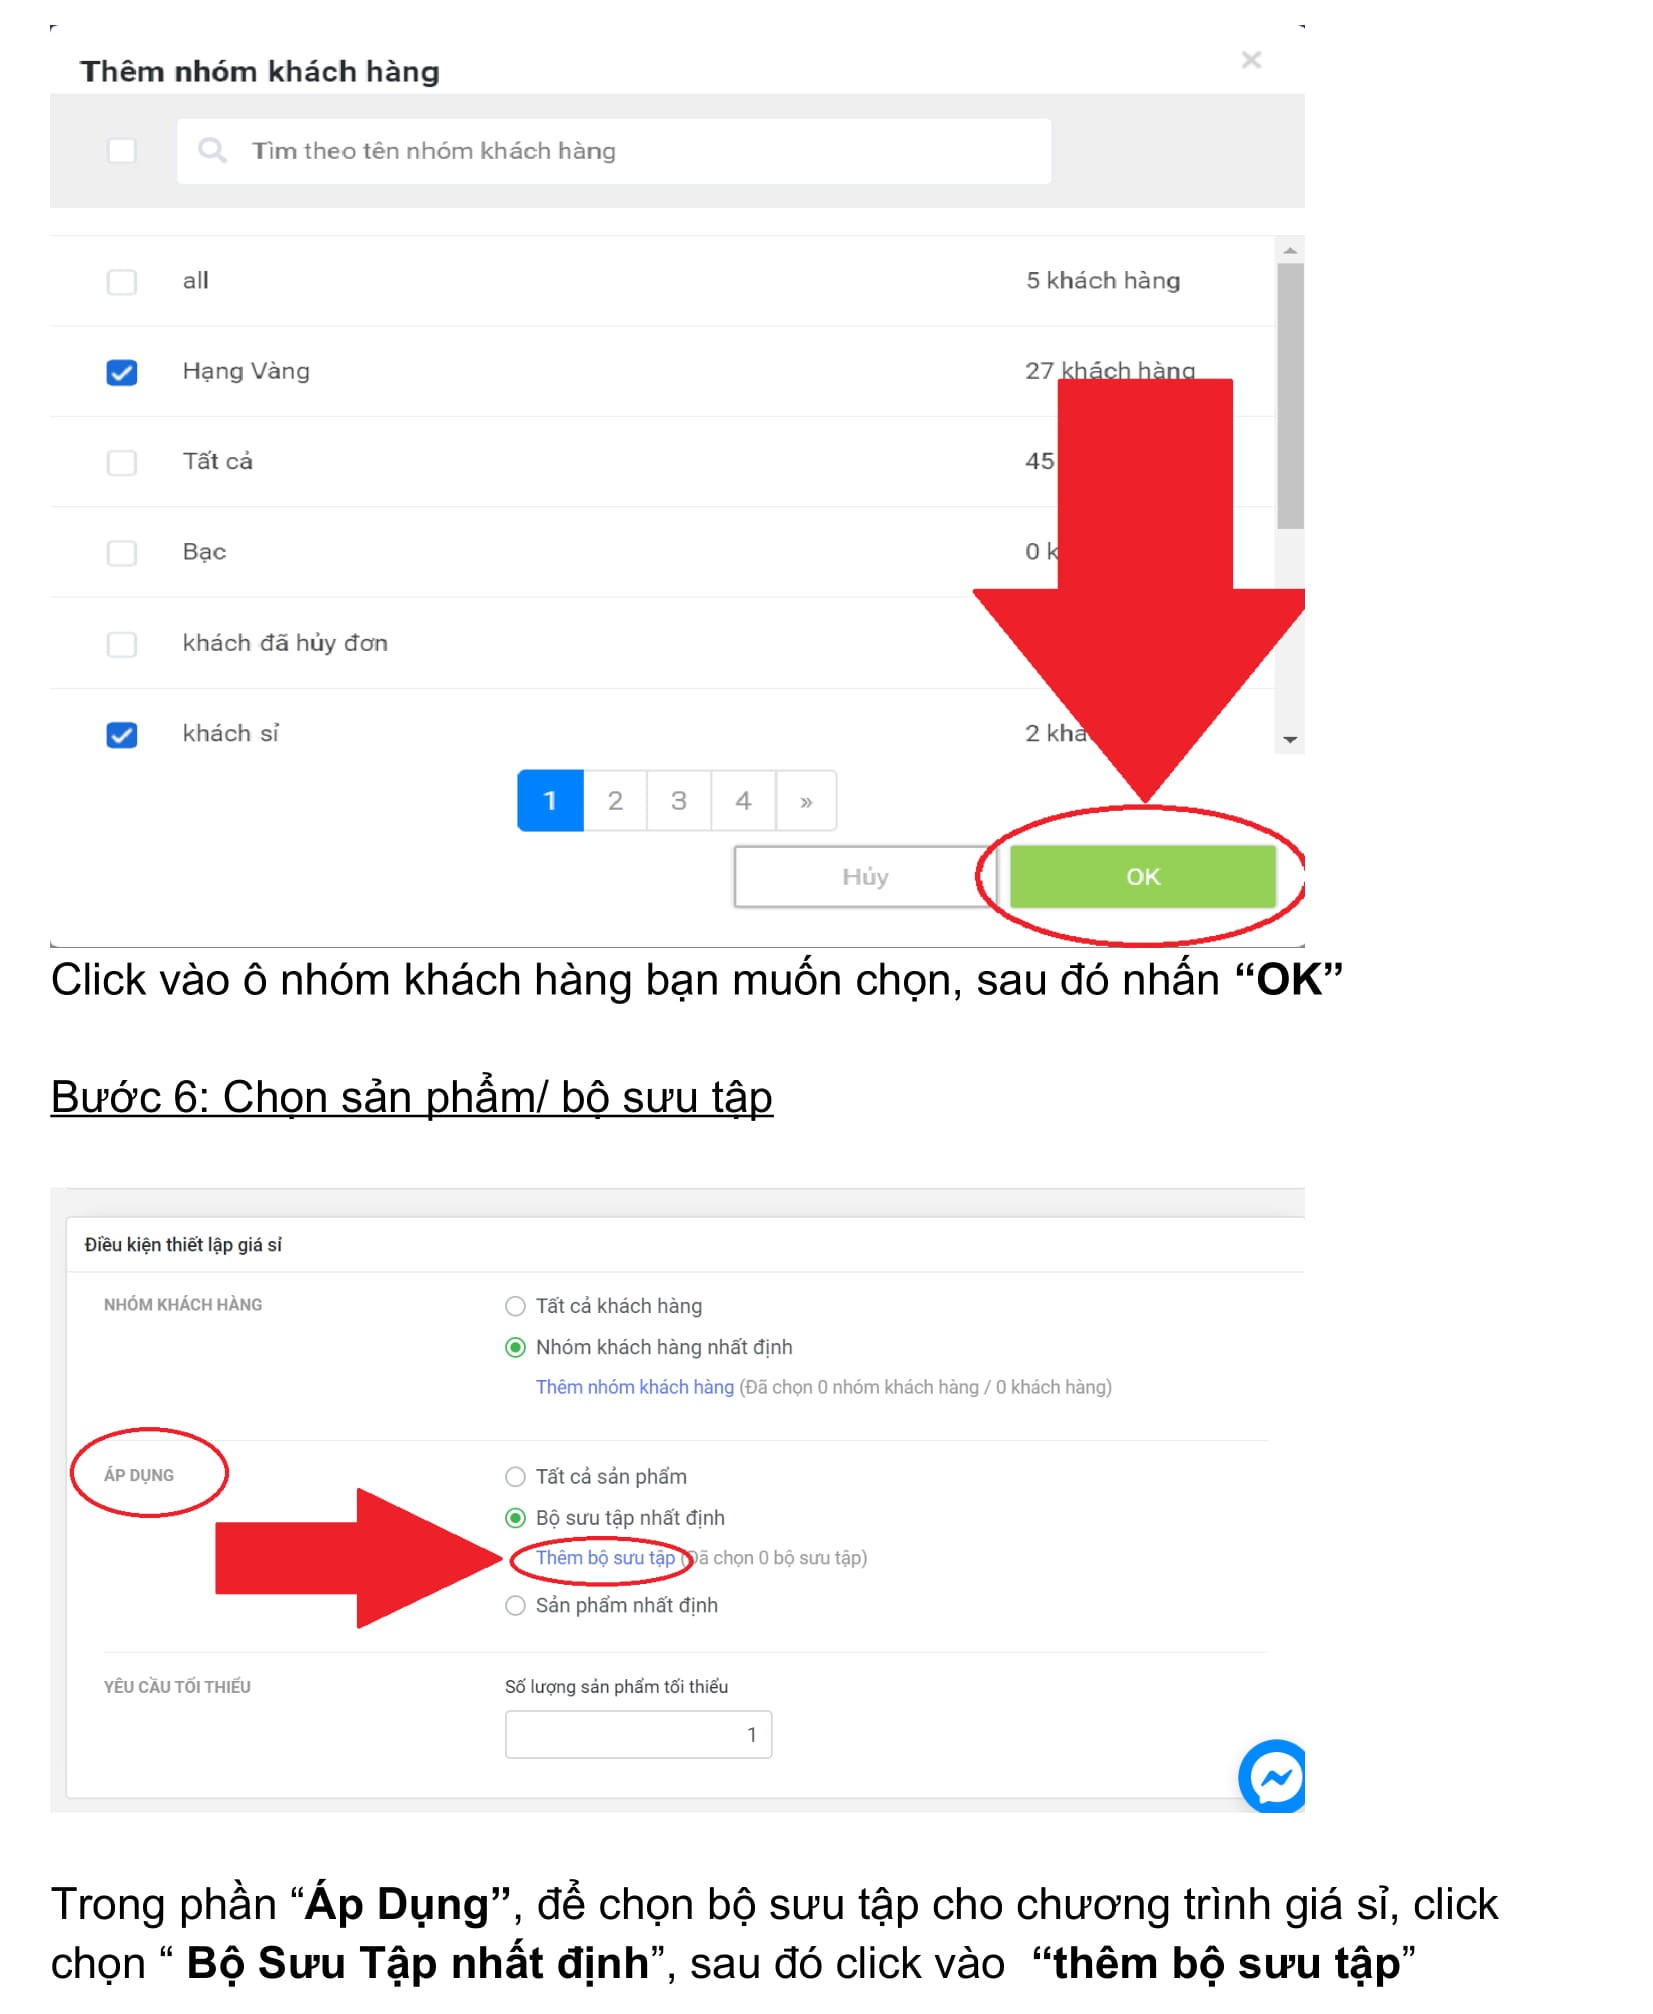 Thêm nhóm khách hàng
Tìm theo tên nhóm khách hàng
all 5 khách hàng
Hạng Vàng 27 khách hàng
Tất cả 45
Bạc 0 k
khách đã hủy đơn
khách sỉ 2 khá
1 2 3 4 »
Hủy OK
Click vào ô nhóm khách hàng bạn muốn chọn, sau đó nhấn “OK”
Bước 6: Chọn sản phẩm/ bộ sưu tập
Điều kiện thiết lập giá sỉ
NHÓM KHÁCH HÀNG Tất cả khách hàng
Nhóm khách hàng nhất định
Thêm nhóm khách hàng (Đã chọn 0 nhóm khách hàng / 0 khách hàng)
ÁP DỤNG Tất cả sản phẩm
Bộ sưu tập nhất định
Thêm bộ sưu tập (Đã chọn 0 bộ sưu tập)
Sản phẩm nhất định
YÊU CẦU TỐI THIỂU Số lượng sản phẩm tối thiểu
1
Trong phần “Áp Dụng”, để chọn bộ sưu tập cho chương trình giá sỉ, click
chọn “ Bộ Sưu Tập nhất định”, sau đó click vào “thêm bộ sưu tập”